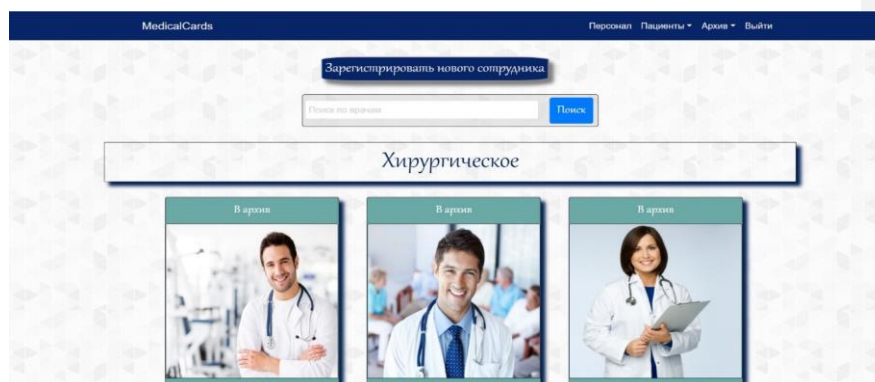 MedicalCards
Персонал Пациенты Архив Выйти
Зарегистрировать нового сотрудника
Поиск по врачам
Поиск
Хирургическое
В архив
В архив
В архив